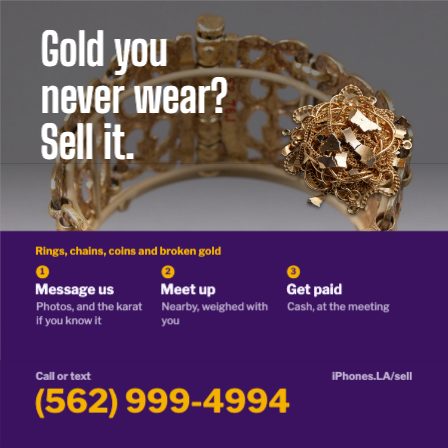 Gold you
never wear?
Sell it.
Rings, chains, coins and broken gold
1
2
3
Message us
Meet up
Get paid
Photos, and the karat
if you know it
Nearby, weighed with
you
Cash, at the meeting
Call or text
iPhones.LA/sell
(562) 999-4994